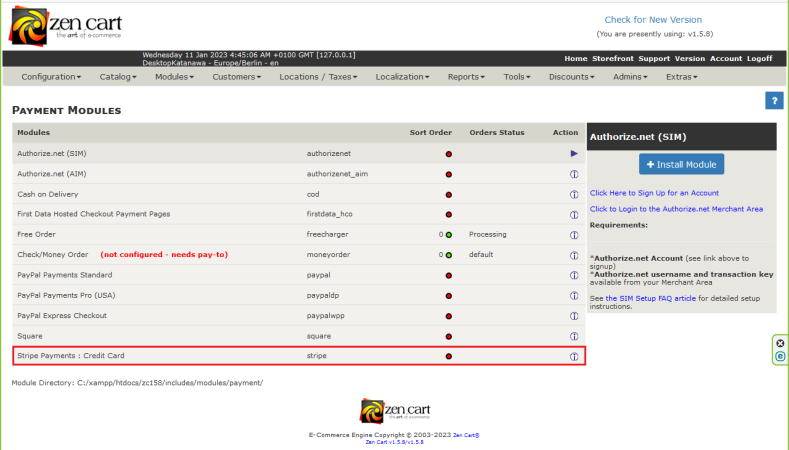 zen cart
the art of e-commerce
Check for New Version
(You are presently using: v1.5.8)
Wednesday 11 Jan 2023 4:45:06 AM +0100 GMT [127.0.0.1]
DesktopKatanawa - Europe/Berlin - en
Home Storefront Support Version Account Logoff
Configuration Catalog Modules Customers Locations / Taxes Localization Reports Tools Discounts Admins Extras
?
PAYMENT MODULES
Modules Sort Order Orders Status Action
Authorize.net (SIM) authorizenet
Authorize.net (AIM) authorizenet_aim
Cash on Delivery cod
First Data Hosted Checkout Payment Pages firstdata_hco
Free Order freecharger 0 Processing
Check/Money Order (not configured - needs pay-to) moneyorder 0 default
PayPal Payments Standard paypal
PayPal Payments Pro (USA) paypaldp
PayPal Express Checkout paypalwpp
Square square
Stripe Payments : Credit Card stripe
Authorize.net (SIM)
+ Install Module
Click Here to Sign Up for an Account
Click to Login to the Authorize.net Merchant Area
Requirements:
*Authorize.net Account (see link above to
signup)
*Authorize.net username and transaction key
available from your Merchant Area
See the SIM Setup FAQ article for detailed setup
instructions.
Module Directory: C:/xampp/htdocs/zc158/includes/modules/payment/
zen cart
the art of e-commerce
E-Commerce Engine Copyright © 2003-2023 Zen Cart®
Zen Cart v1.5.8/v1.5.8